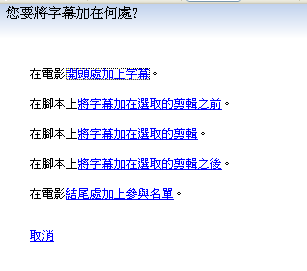 您要將字幕加在何處?
在電影開頭處加上字幕。
在腳本上將字幕加在選取的剪輯之前。
在腳本上將字幕加在選取的剪輯。
在腳本上將字幕加在選取的剪輯之後。
在電影結尾處加上參與名單。
取消